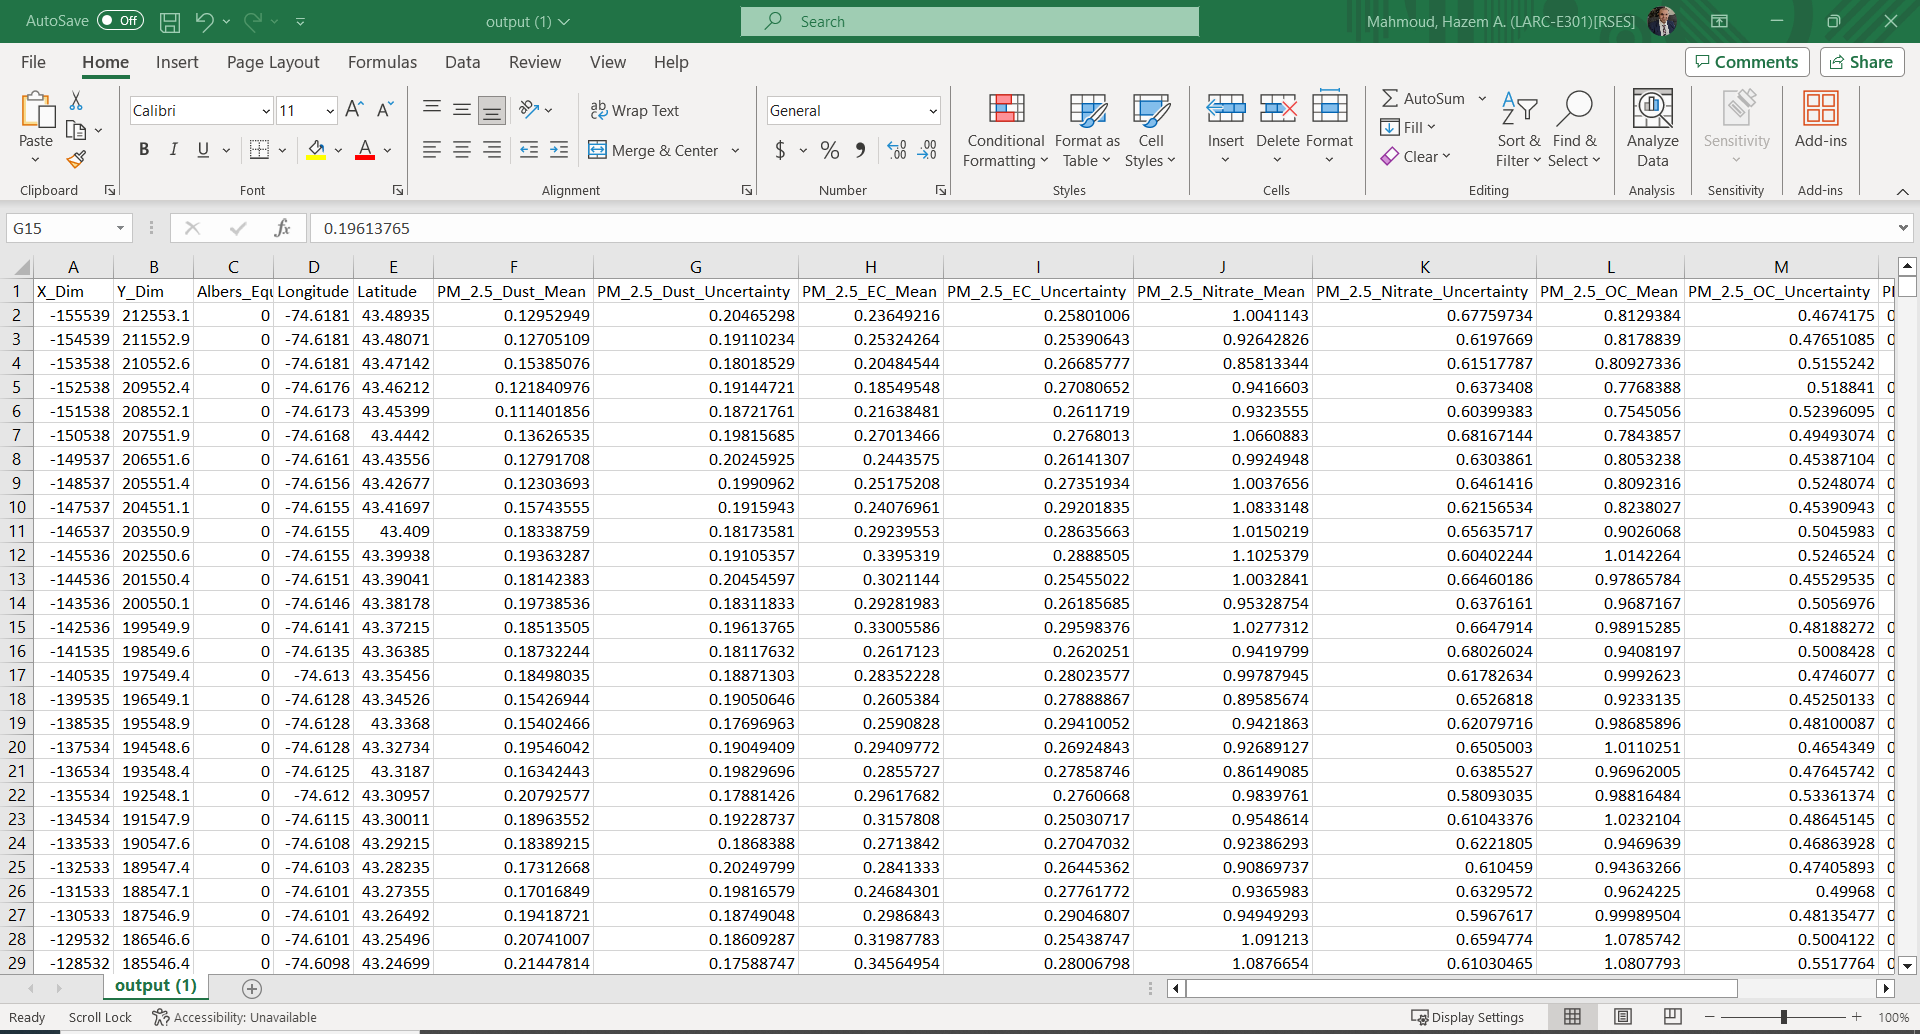 AutoSave Off output (1) Search Mahmoud, Hazem A. (LARC-E301)[RSES]
File Home Insert Page Layout Formulas Data Review View Help Comments Share
Calibri 11 Wrap Text General AutoSum
Paste Merge & Center Conditional Formatting Format as Table Cell Styles Insert Delete Format Fill Clear Sort & Filter Find & Select Analyze Data Sensitivity Add-ins
B I U A $ % ,
Clipboard Font Alignment Number Styles Cells Editing Analysis Sensitivity Add-ins
G15 fx 0.19613765
A B C D E F G H I J K L M
1 X_Dim Y_Dim Albers_Equ Longitude Latitude PM_2.5_Dust_Mean PM_2.5_Dust_Uncertainty PM_2.5_EC_Mean PM_2.5_EC_Uncertainty PM_2.5_Nitrate_Mean PM_2.5_Nitrate_Uncertainty PM_2.5_OC_Mean PM_2.5_OC_Uncertainty
2 -155539 212553.1 0 -74.6181 43.48935 0.12952949 0.20465298 0.23649216 0.25801006 1.0041143 0.67759734 0.8129384 0.4674175 0
3 -154539 211552.9 0 -74.6181 43.48071 0.12705109 0.19110234 0.25324264 0.25390643 0.92642826 0.6197669 0.8178839 0.47651085 0
4 -153538 210552.6 0 -74.6181 43.47142 0.15385076 0.18018529 0.20484544 0.26685777 0.85813344 0.61517787 0.80927336 0.5155242
5 -152538 209552.4 0 -74.6176 43.46212 0.121840976 0.19144721 0.18549548 0.27080652 0.9416603 0.6373408 0.7768388 0.518841 0
6 -151538 208552.1 0 -74.6173 43.45399 0.111401856 0.18721761 0.21638481 0.2611719 0.9323555 0.60399383 0.7545056 0.52396095 0
7 -150538 207551.9 0 -74.6168 43.4442 0.13626535 0.19815685 0.27013466 0.2768013 1.0660883 0.68167144 0.7843857 0.49493074 0
8 -149537 206551.6 0 -74.6161 43.43556 0.12791708 0.20245925 0.2443575 0.26141307 0.9924948 0.6303861 0.8053238 0.45387104 0
9 -148537 205551.4 0 -74.6156 43.42677 0.12303693 0.1990962 0.25175208 0.27351934 1.0037656 0.6461416 0.8092316 0.5248074 0
10 -147537 204551.1 0 -74.6155 43.41697 0.15743555 0.1915943 0.24076961 0.29201835 1.0833148 0.62156534 0.8238027 0.45390943 0
11 -146537 203550.9 0 -74.6155 43.409 0.18338759 0.18173581 0.29239553 0.28635663 1.0150219 0.65635717 0.9026068 0.5045983 0
12 -145536 202550.6 0 -74.6155 43.39938 0.19363287 0.19105357 0.3395319 0.2888505 1.1025379 0.60402244 1.0142264 0.5246524 0
13 -144536 201550.4 0 -74.6151 43.39041 0.18142383 0.20454597 0.3021144 0.25455022 1.0032841 0.66460186 0.97865784 0.45529535 0
14 -143536 200550.1 0 -74.6146 43.38178 0.19738536 0.18311833 0.29281983 0.26185685 0.95328754 0.6376161 0.9687167 0.5056976
15 -142536 199549.9 0 -74.6141 43.37215 0.18513505 0.19613765 0.33005586 0.29598376 1.0277312 0.6647914 0.98915285 0.48188272 0
16 -141535 198549.6 0 -74.6135 43.36385 0.18732244 0.18117632 0.2617123 0.2620251 0.9419799 0.68026024 0.9408197 0.5008428 0
17 -140535 197549.4 0 -74.613 43.35456 0.18498035 0.18871303 0.28352228 0.28023577 0.99787945 0.61782634 0.9992623 0.4746077 0
18 -139535 196549.1 0 -74.6128 43.34526 0.15426944 0.19050646 0.2605384 0.27888867 0.89585674 0.6526818 0.9233135 0.45250133 0
19 -138535 195548.9 0 -74.6128 43.3368 0.15402466 0.17696963 0.2590828 0.29410052 0.9421863 0.62079716 0.98685896 0.48100087 0
20 -137534 194548.6 0 -74.6128 43.32734 0.19546042 0.19049409 0.29409772 0.26924843 0.92689127 0.6505003 1.0110251 0.4654349 0
21 -136534 193548.4 0 -74.6125 43.3187 0.16342443 0.19829696 0.2855727 0.27858746 0.86149085 0.6385527 0.96962005 0.47645742 0
22 -135534 192548.1 0 -74.612 43.30957 0.20792577 0.17881426 0.29617682 0.2760668 0.9839761 0.58093035 0.98816484 0.53361374 0
23 -134534 191547.9 0 -74.6115 43.30011 0.18963552 0.19228737 0.3157808 0.25030717 0.9548614 0.61043376 1.0232104 0.48645145 0
24 -133533 190547.6 0 -74.6108 43.29215 0.18389215 0.1868388 0.2713842 0.27047032 0.92386293 0.6221805 0.9469639 0.46863928 0
25 -132533 189547.4 0 -74.6103 43.28235 0.17312668 0.20249799 0.2841333 0.26445362 0.90869737 0.610459 0.94363266 0.47405893 0
26 -131533 188547.1 0 -74.6101 43.27355 0.17016849 0.19816579 0.24684301 0.27761772 0.9365983 0.6329572 0.9624225 0.49968 0
27 -130533 187546.9 0 -74.6101 43.26492 0.19418721 0.18749048 0.2986843 0.29046807 0.94949293 0.5967617 0.99989504 0.48135477 0
28 -129532 186546.6 0 -74.6101 43.25496 0.20741007 0.18609287 0.31987783 0.25438747 1.091213 0.6594774 1.0785742 0.5004122 0
29 -128532 185546.4 0 -74.6098 43.24699 0.21447814 0.17588747 0.34564954 0.28006798 1.0876654 0.61030465 1.0807793 0.5517764 0
output (1)
Ready Scroll Lock Accessibility: Unavailable Display Settings 100%